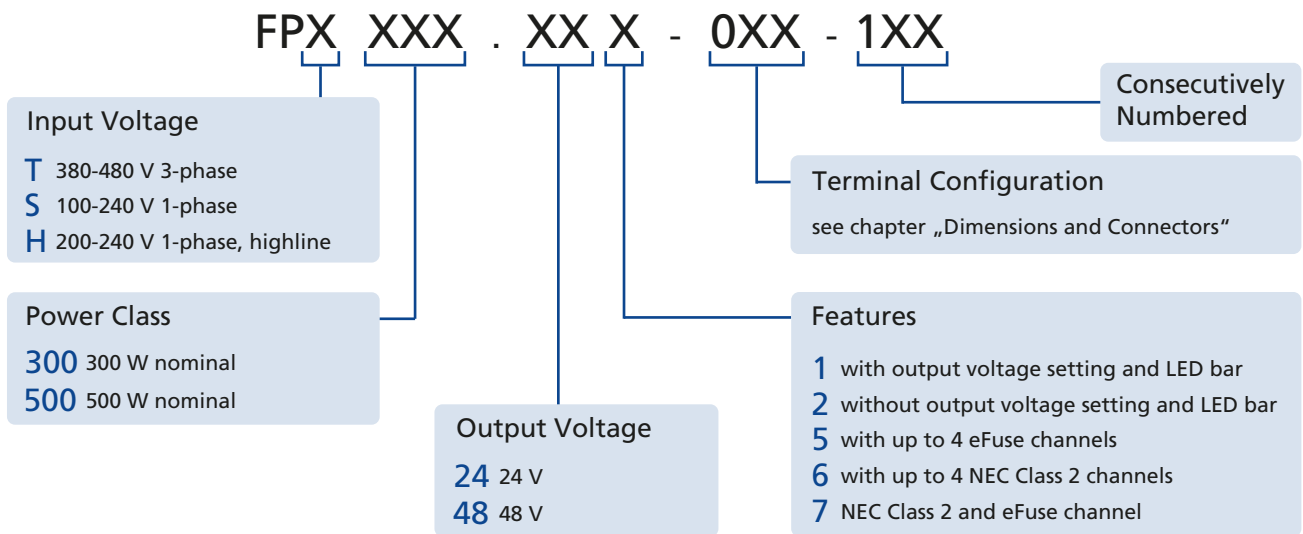 FPX XXX . XX X - 0XX - 1XX
Consecutively
Numbered
Input Voltage
T 380-480 V 3-phase
S 100-240 V 1-phase
H 200-240 V 1-phase, highline
Terminal Configuration
see chapter „Dimensions and Connectors“
Power Class
300 300 W nominal
500 500 W nominal
Features
1 with output voltage setting and LED bar
2 without output voltage setting and LED bar
5 with up to 4 eFuse channels
6 with up to 4 NEC Class 2 channels
7 NEC Class 2 and eFuse channel
Output Voltage
24 24 V
48 48 V